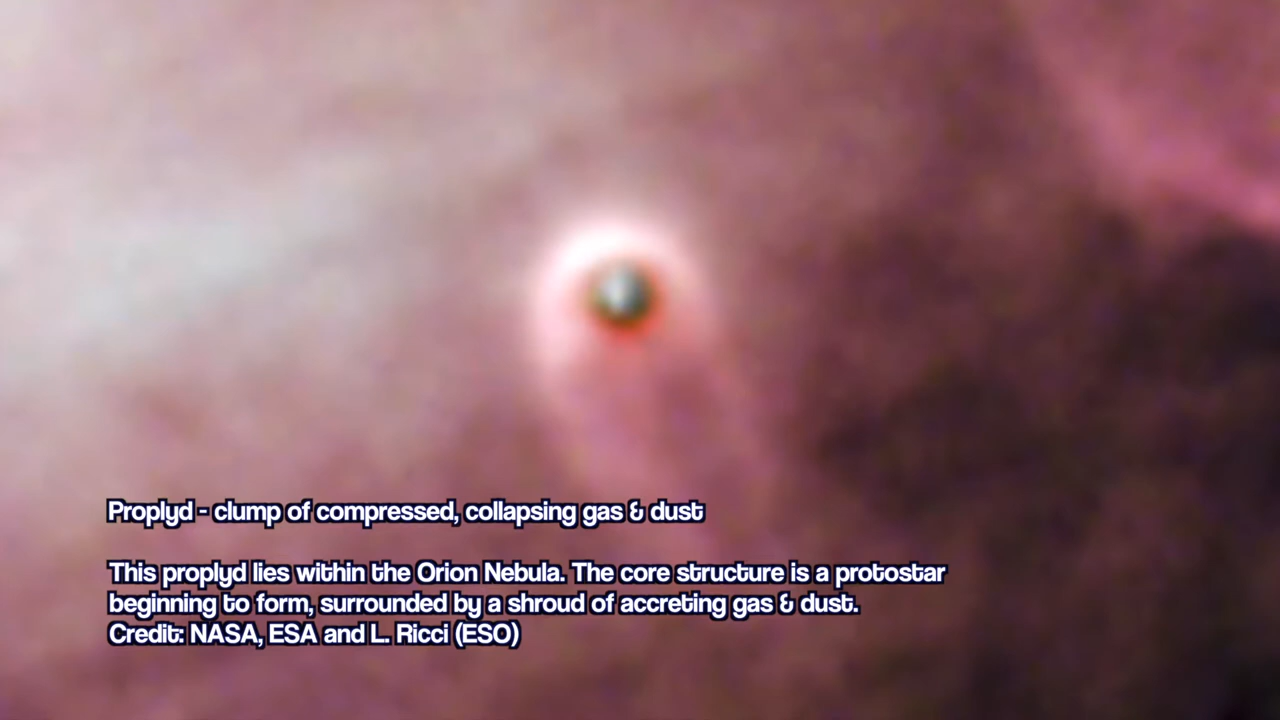 Proplyd - clump of compressed, collapsing gas & dust
This proplyd lies within the Orion Nebula. The core structure is a protostar
beginning to form, surrounded by a shroud of accreting gas & dust.
Credit: NASA, ESA and L. Ricci (ESO)